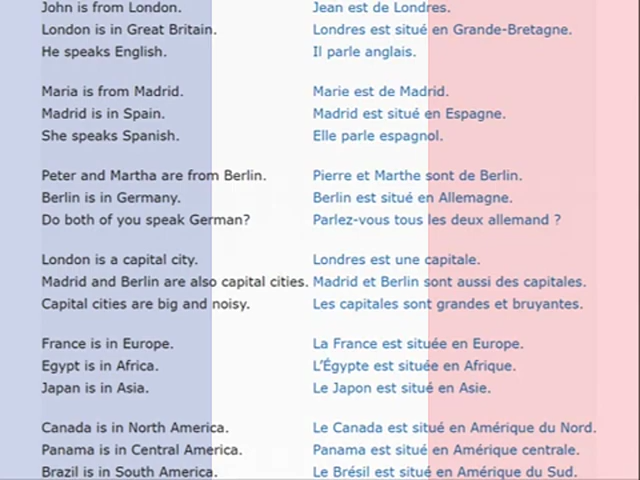 John is from London. Jean est de Londres.
London is in Great Britain. Londres est situé en Grande-Bretagne.
He speaks English. Il parle anglais.
Maria is from Madrid. Marie est de Madrid.
Madrid is in Spain. Madrid est situé en Espagne.
She speaks Spanish. Elle parle espagnol.
Peter and Martha are from Berlin. Pierre et Marthe sont de Berlin.
Berlin is in Germany. Berlin est situé en Allemagne.
Do both of you speak German? Parlez-vous tous les deux allemand ?
London is a capital city. Londres est une capitale.
Madrid and Berlin are also capital cities. Madrid et Berlin sont aussi des capitales.
Capital cities are big and noisy. Les capitales sont grandes et bruyantes.
France is in Europe. La France est située en Europe.
Egypt is in Africa. L’Égypte est située en Afrique.
Japan is in Asia. Le Japon est situé en Asie.
Canada is in North America. Le Canada est situé en Amérique du Nord.
Panama is in Central America. Panama est situé en Amérique centrale.
Brazil is in South America. Le Brésil est situé en Amérique du Sud.